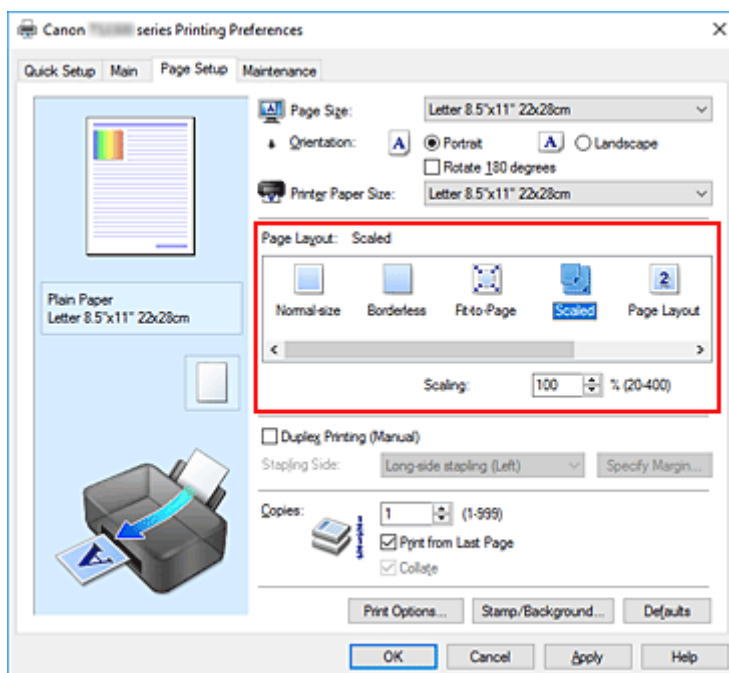 Canon series Printing Preferences
Quick Setup Main Page Setup Maintenance
Page Size: Letter 8.5"x11" 22x28cm
Orientation: A Portrait A Landscape
Rotate 180 degrees
Printer Paper Size: Letter 8.5"x11" 22x28cm
Page Layout: Scaled
Normal-size Borderless Fit-to-Page Scaled Page Layout
Scaling: 100 % (20-400)
Plain Paper
Letter 8.5"x11" 22x28cm
Duplex Printing (Manual)
Stapling Side: Long-side stapling (Left) Specify Margin...
Copies: 1 (1-999)
Print from Last Page
Collate
Print Options... Stamp/Background... Defaults
OK Cancel Apply Help